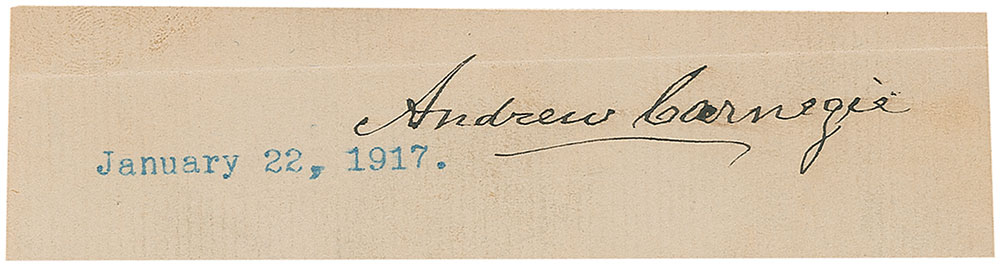 Andrew Carnegie
January 22, 1917.